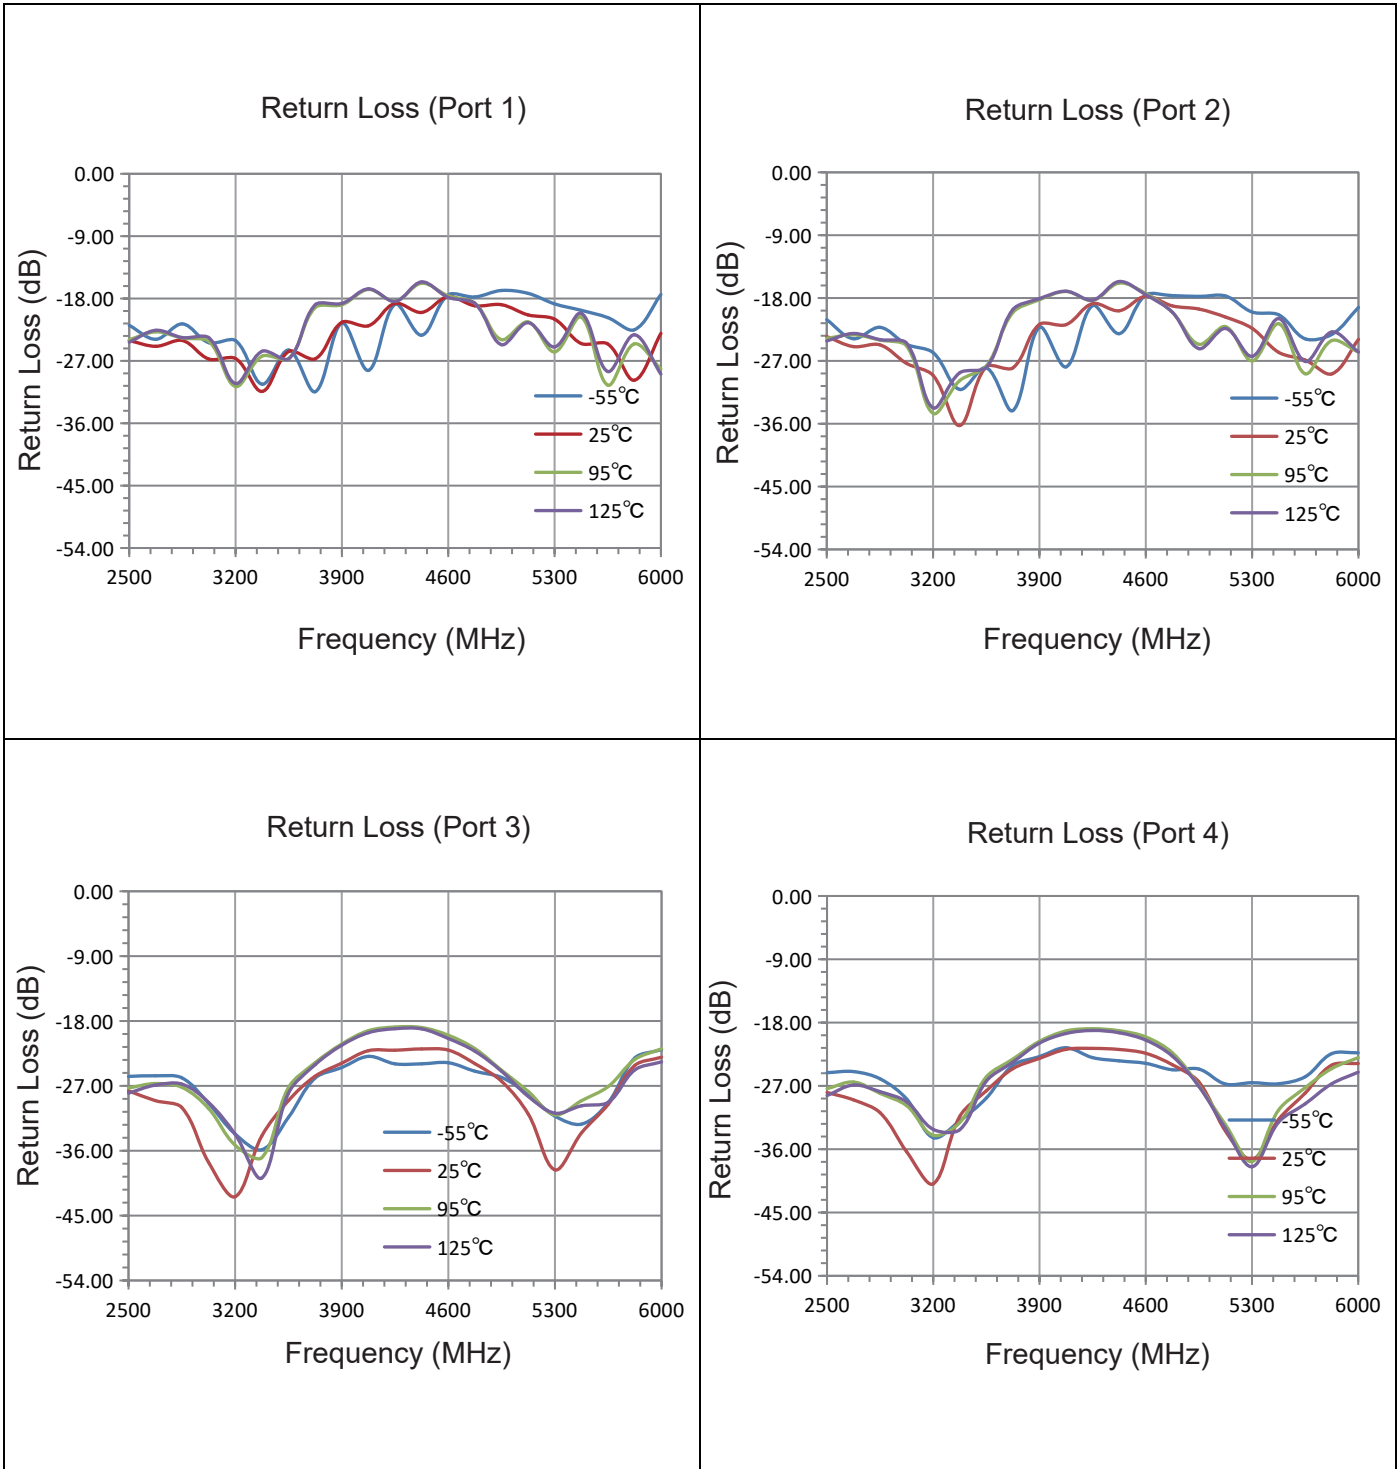 Return Loss (Port 1)
Return Loss (dB)
0.00
-9.00
-18.00
-27.00
-36.00
-45.00
-54.00
2500 3200 3900 4600 5300 6000
-55℃
25℃
95℃
125℃
Frequency (MHz)
Return Loss (Port 2)
Return Loss (dB)
0.00
-9.00
-18.00
-27.00
-36.00
-45.00
-54.00
2500 3200 3900 4600 5300 6000
-55℃
25℃
95℃
125℃
Frequency (MHz)
Return Loss (Port 3)
Return Loss (dB)
0.00
-9.00
-18.00
-27.00
-36.00
-45.00
-54.00
2500 3200 3900 4600 5300 6000
-55℃
25℃
95℃
125℃
Frequency (MHz)
Return Loss (Port 4)
Return Loss (dB)
0.00
-9.00
-18.00
-27.00
-36.00
-45.00
-54.00
2500 3200 3900 4600 5300 6000
-55℃
25℃
95℃
125℃
Frequency (MHz)